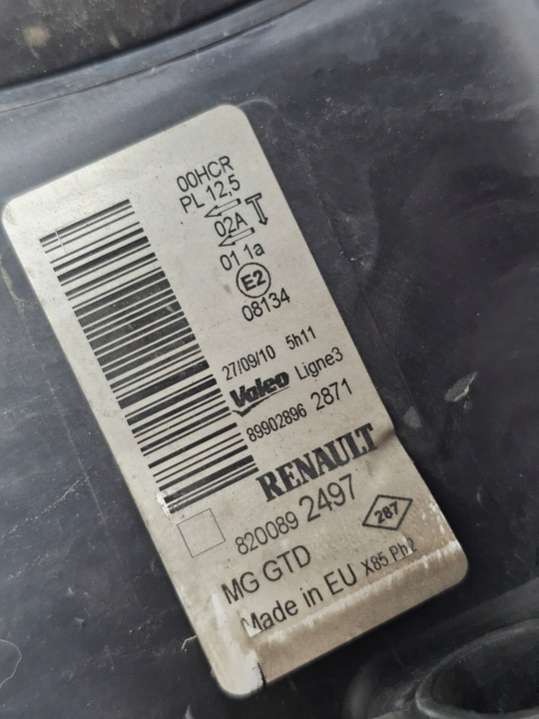 00HCR
PL 12,5
02A
01 1a
E2
08134
27/09/10 5h11
Valeo Ligne3
89902896 2871
RENAULT
820089 2497
287
MG GTD
Made in EU X85 Ph2